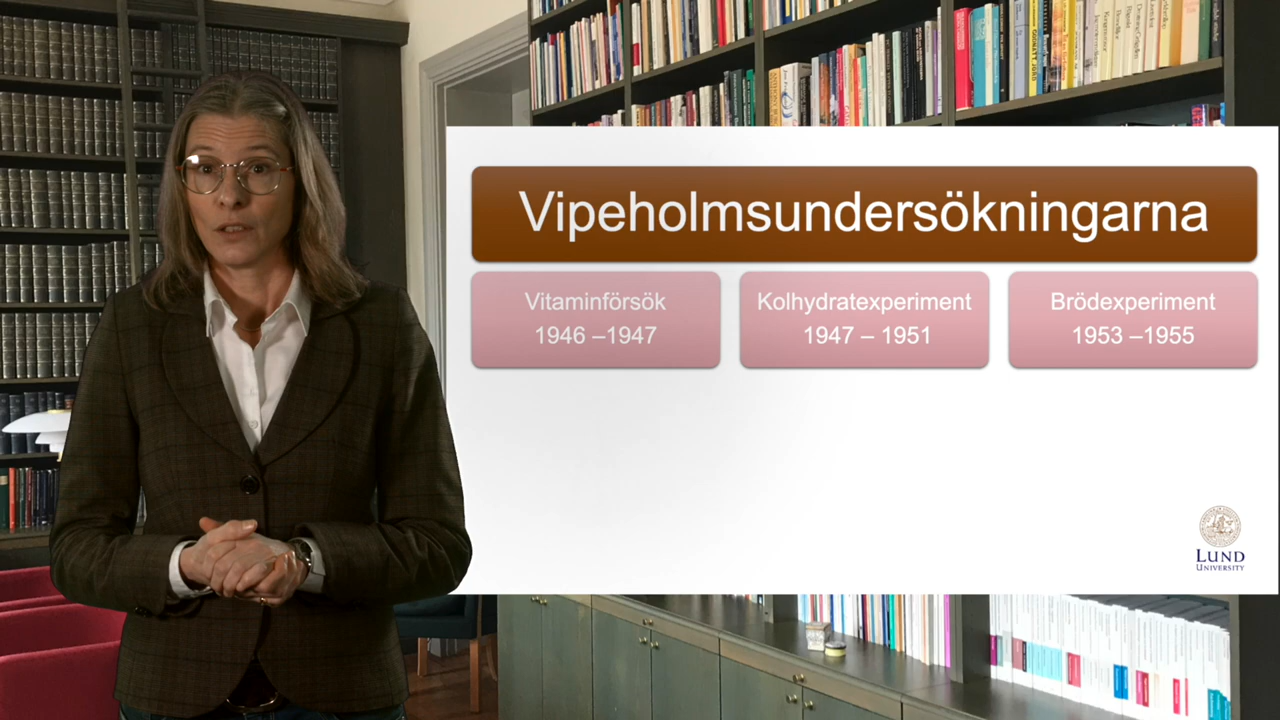 Vipeholmsundersökningarna
Vitaminförsök
1946 –1947
Kolhydratexperiment
1947 – 1951
Brödexperiment
1953 –1955
LUND
UNIVERSITY